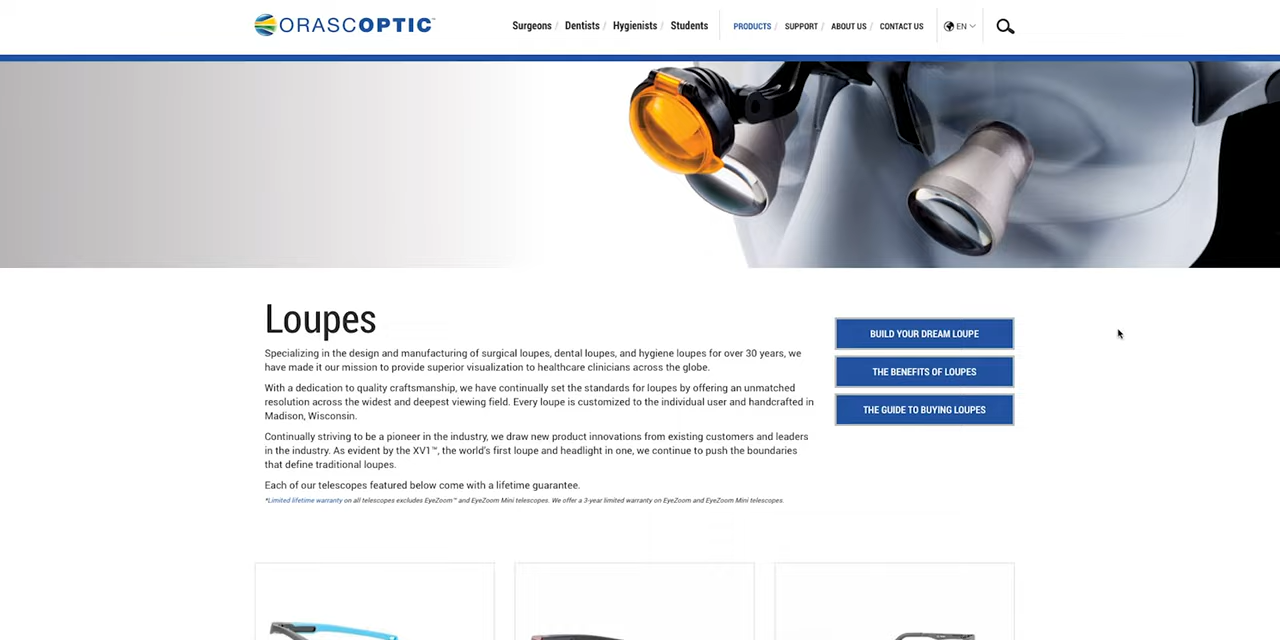 ORASCOPTIC™
Surgeons / Dentists / Hygienists / Students
PRODUCTS / SUPPORT / ABOUT US / CONTACT US
EN
Loupes
Specializing in the design and manufacturing of surgical loupes, dental loupes, and hygiene loupes for over 30 years, we
have made it our mission to provide superior visualization to healthcare clinicians across the globe.
With a dedication to quality craftsmanship, we have continually set the standards for loupes by offering an unmatched
resolution across the widest and deepest viewing field. Every loupe is customized to the individual user and handcrafted in
Madison, Wisconsin.
Continually striving to be a pioneer in the industry, we draw new product innovations from existing customers and leaders
in the industry. As evident by the XV1™, the world's first loupe and headlight in one, we continue to push the boundaries
that define traditional loupes.
Each of our telescopes featured below come with a lifetime guarantee.
*Limited lifetime warranty on all telescopes excludes EyeZoom™ and EyeZoom Mini telescopes. We offer a 3-year limited warranty on EyeZoom and EyeZoom Mini telescopes.
BUILD YOUR DREAM LOUPE
THE BENEFITS OF LOUPES
THE GUIDE TO BUYING LOUPES